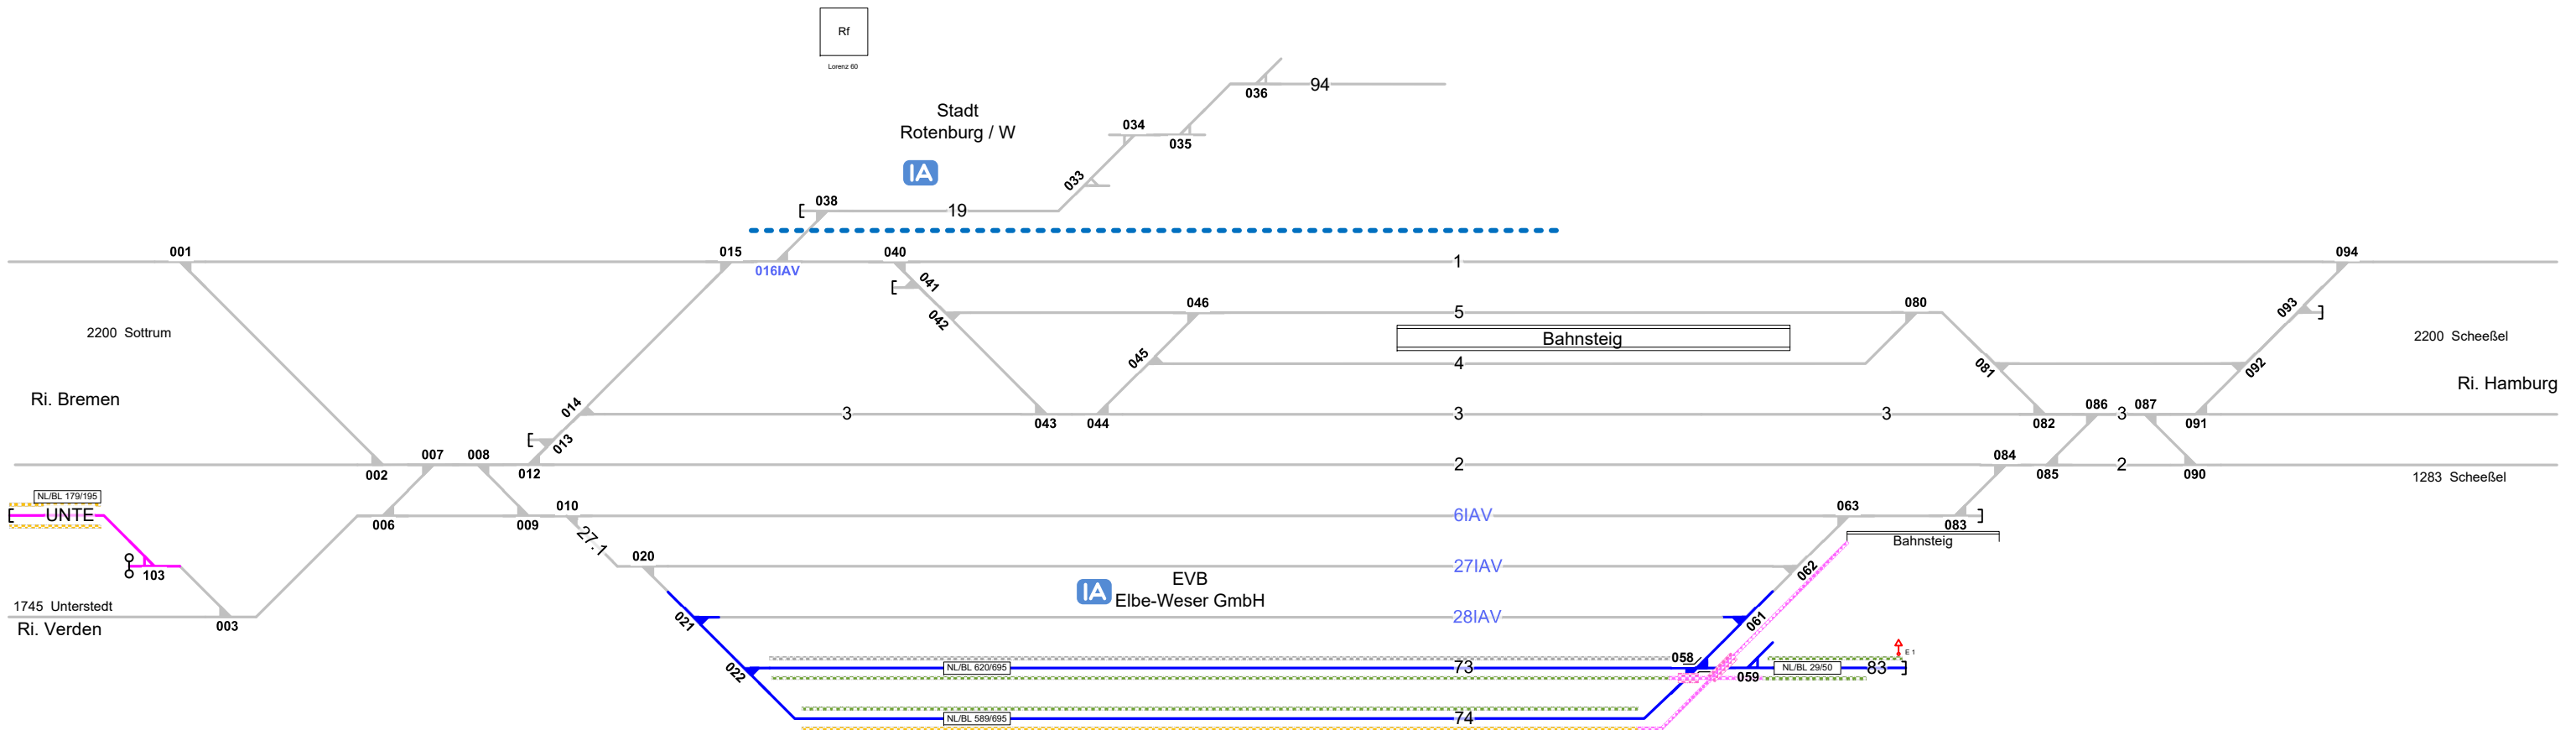 Rf
Lorenz 60
036
94
Stadt
Rotenburg / W
034
035
IA
033
038
19
001
015
040
094
016IAV
1
041
042
046
5
080
093
2200 Sottrum
Bahnsteig
2200 Scheeßel
045
4
081
092
Ri. Bremen
Ri. Hamburg
014
3
3
3
086
3
087
043
044
082
091
013
007
008
012
002
2
084
085
2
090
1283 Scheeßel
NL/BL 179/195
UNTE
006
009
010
6IAV
063
083
27.1
Bahnsteig
020
27IAV
062
103
EVB
IA
Elbe-Weser GmbH
1745 Unterstedt
Ri. Verden
003
021
28IAV
061
022
NL/BL 620/695
73
058
059
NL/BL 29/50
83
E 1
NL/BL 589/695
74